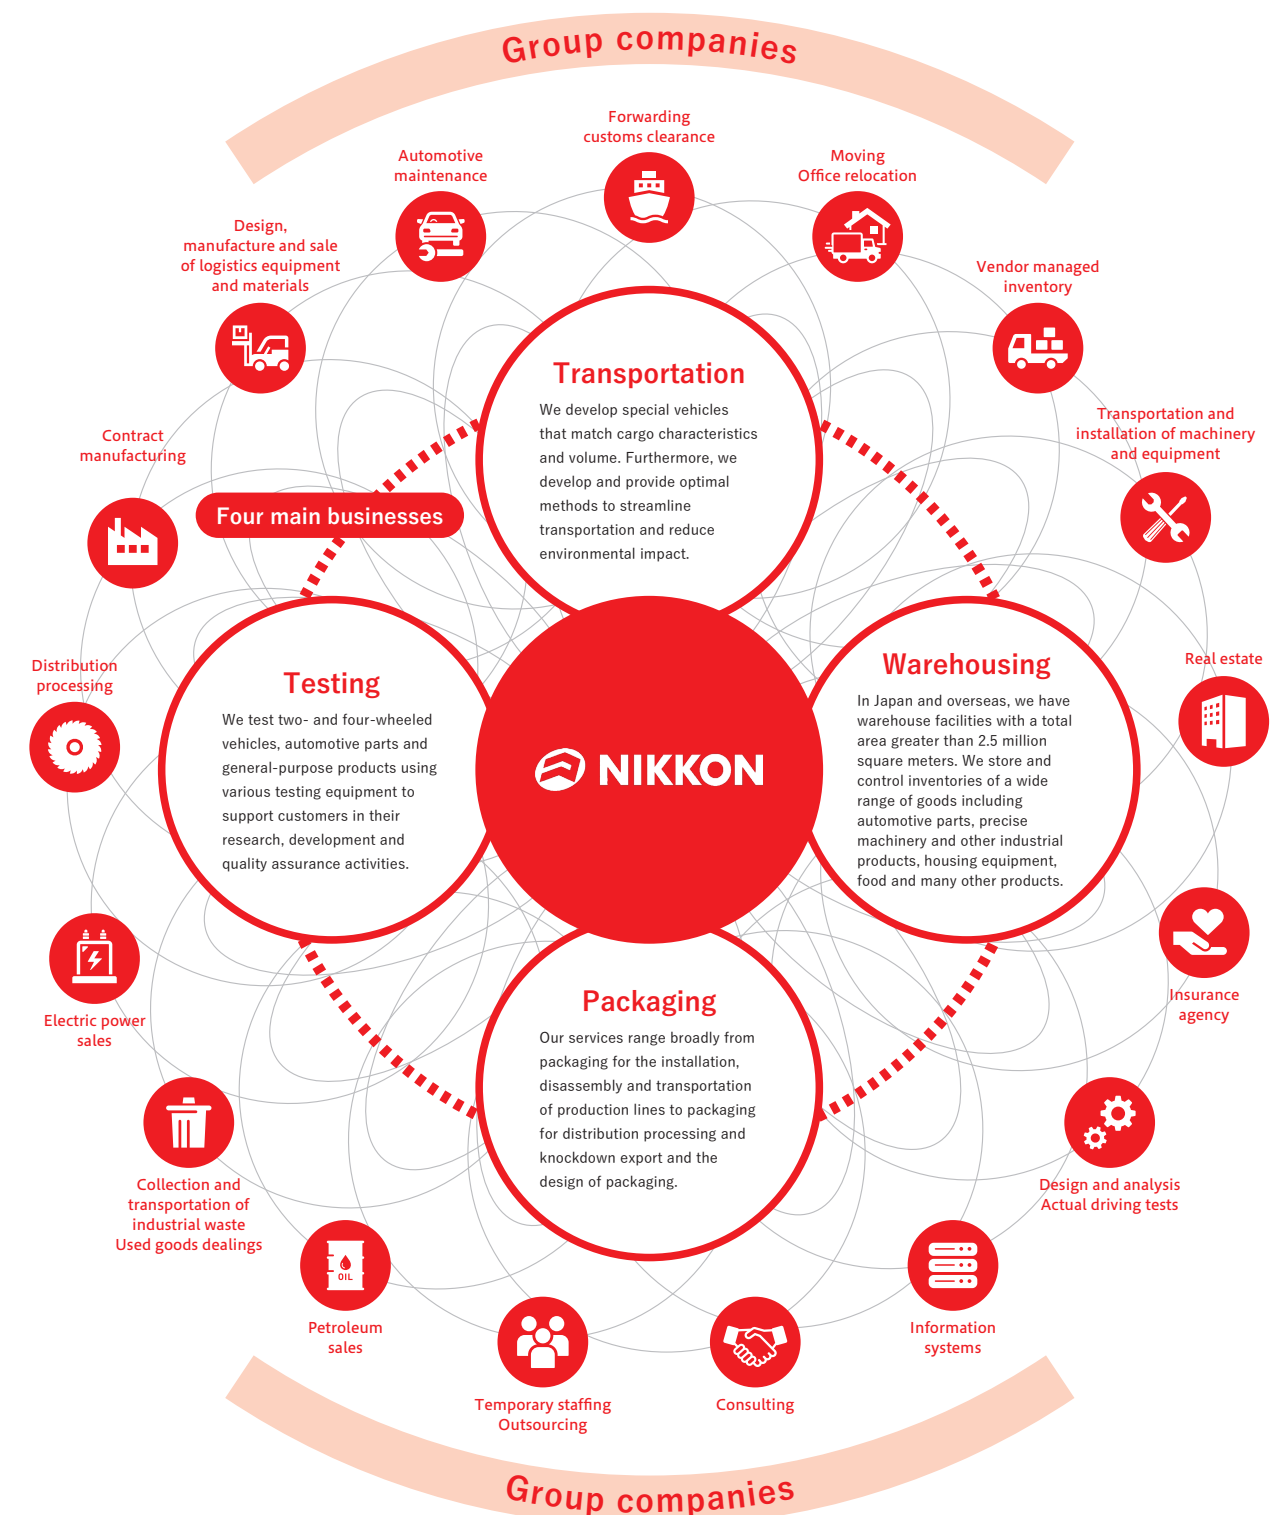 Group companies
Forwarding
customs clearance
Automotive
maintenance
Moving
Office relocation
Design,
manufacture and sale
of logistics equipment
and materials
Vendor managed
inventory
Contract
manufacturing
Transportation and
installation of machinery
and equipment
Four main businesses
Transportation
We develop special vehicles
that match cargo characteristics
and volume. Furthermore, we
develop and provide optimal
methods to streamline
transportation and reduce
environmental impact.
Distribution
processing
Testing
We test two- and four-wheeled
vehicles, automotive parts and
general-purpose products using
various testing equipment to
support customers in their
research, development and
quality assurance activities.
NIKKON
Warehousing
In Japan and overseas, we have
warehouse facilities with a total
area greater than 2.5 million
square meters. We store and
control inventories of a wide
range of goods including
automotive parts, precise
machinery and other industrial
products, housing equipment,
food and many other products.
Real estate
Electric power
sales
Insurance
agency
Packaging
Our services range broadly from
packaging for the installation,
disassembly and transportation
of production lines to packaging
for distribution processing and
knockdown export and the
design of packaging.
Collection and
transportation of
industrial waste
Used goods dealings
Design and analysis
Actual driving tests
OIL
Petroleum
sales
Information
systems
Temporary staffing
Outsourcing
Consulting
Group companies